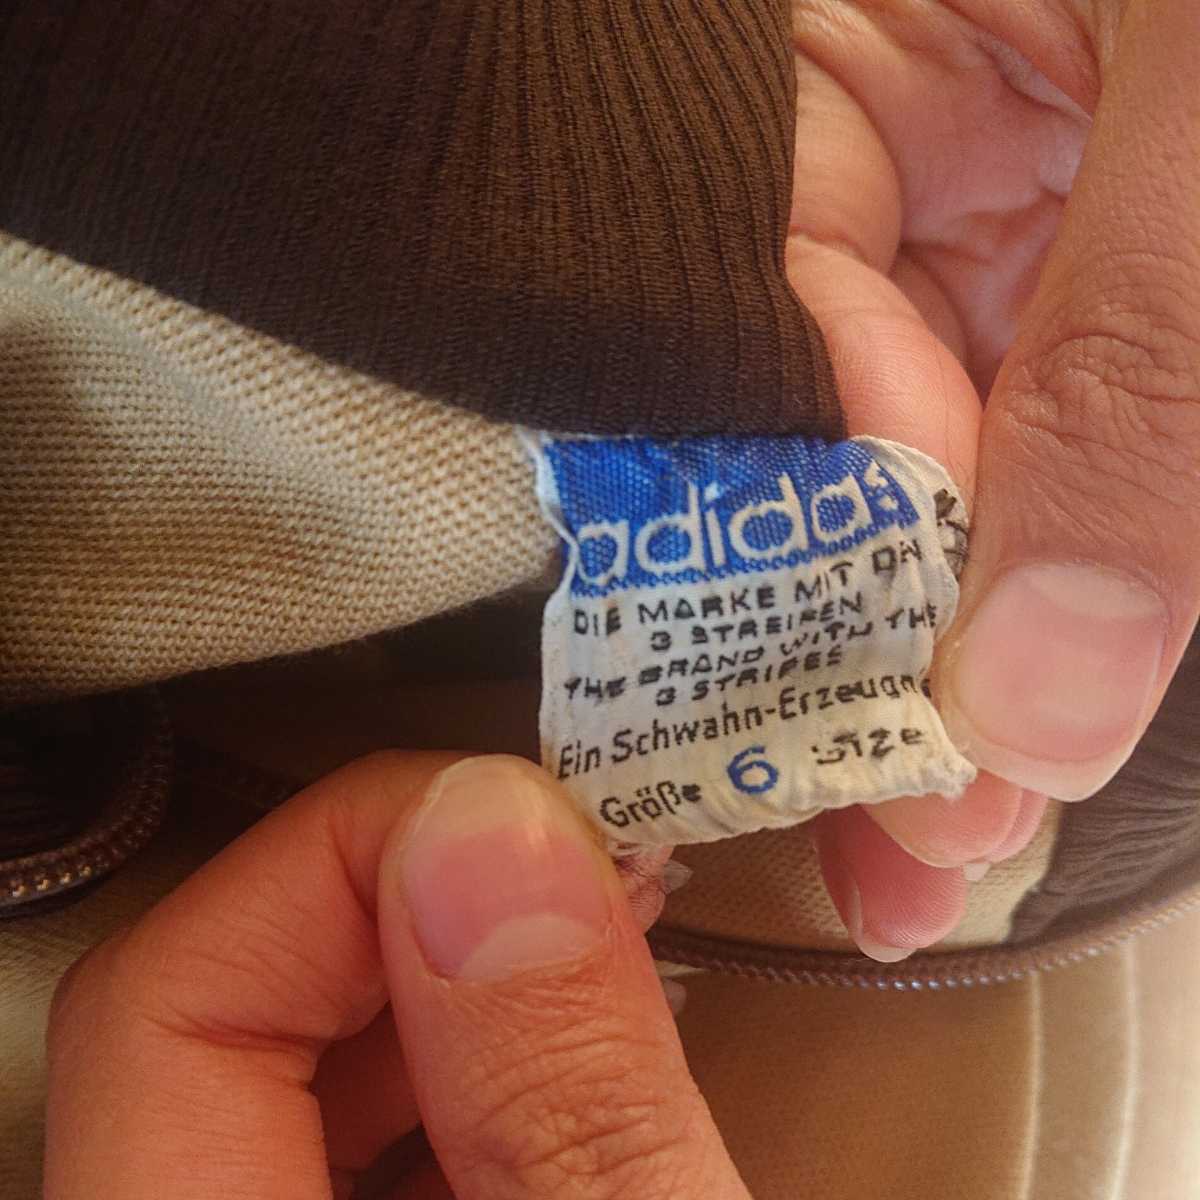 adidas
DIE MARKE MIT DEN
3 STREIFEN
THE BRAND WITH THE
3 STRIPES
Ein Schwahn-Erzeugnis
Größe 6 Size